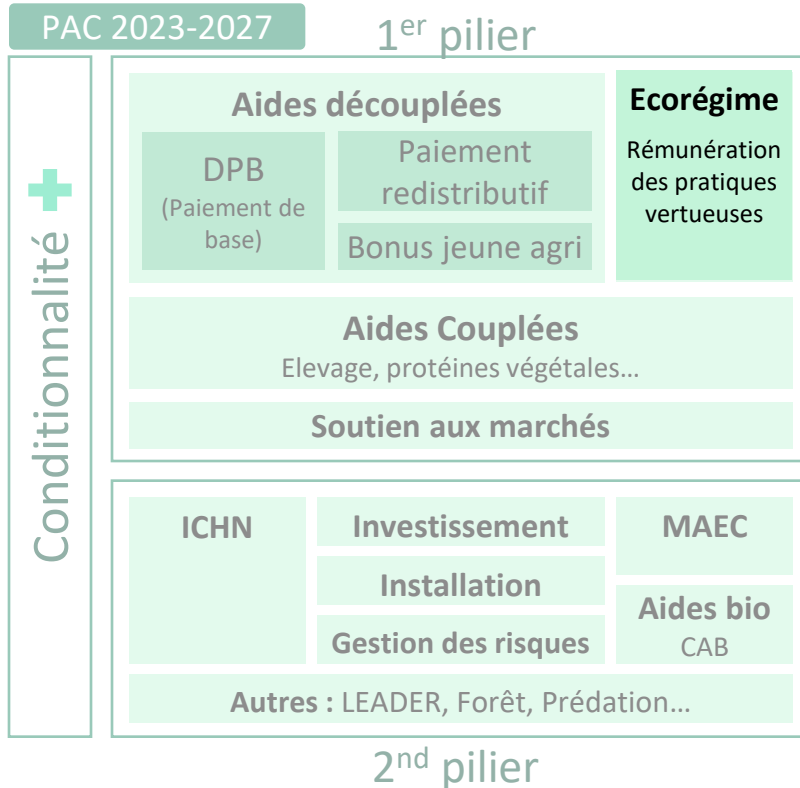 PAC 2023-2027
1er pilier
Conditionnalité +
Aides découplées
DPB
(Paiement de
base)
Paiement
redistributif
Bonus jeune agri
Ecorégime
Rémunération
des pratiques
vertueuses
Aides Couplées
Elevage, protéines végétales…
Soutien aux marchés
ICHN
Investissement
Installation
Gestion des risques
MAEC
Aides bio
CAB
Autres : LEADER, Forêt, Prédation…
2nd pilier